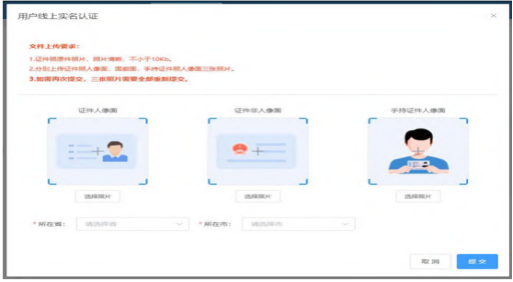 用户线上实名认证
文件上传要求：
1.证件照原件照片，照片清晰，不小于10Kb。
2.分别上传证件照人像面、国徽面、手持证件照人像面三张照片。
3.如需再次提交，三张照片需要全部重新提交。
证件人像面
证件非人像面
手持证件人像面
选择照片
选择照片
选择照片
* 所在省： 请选择省
* 所在市： 请选择市
取 消
提 交